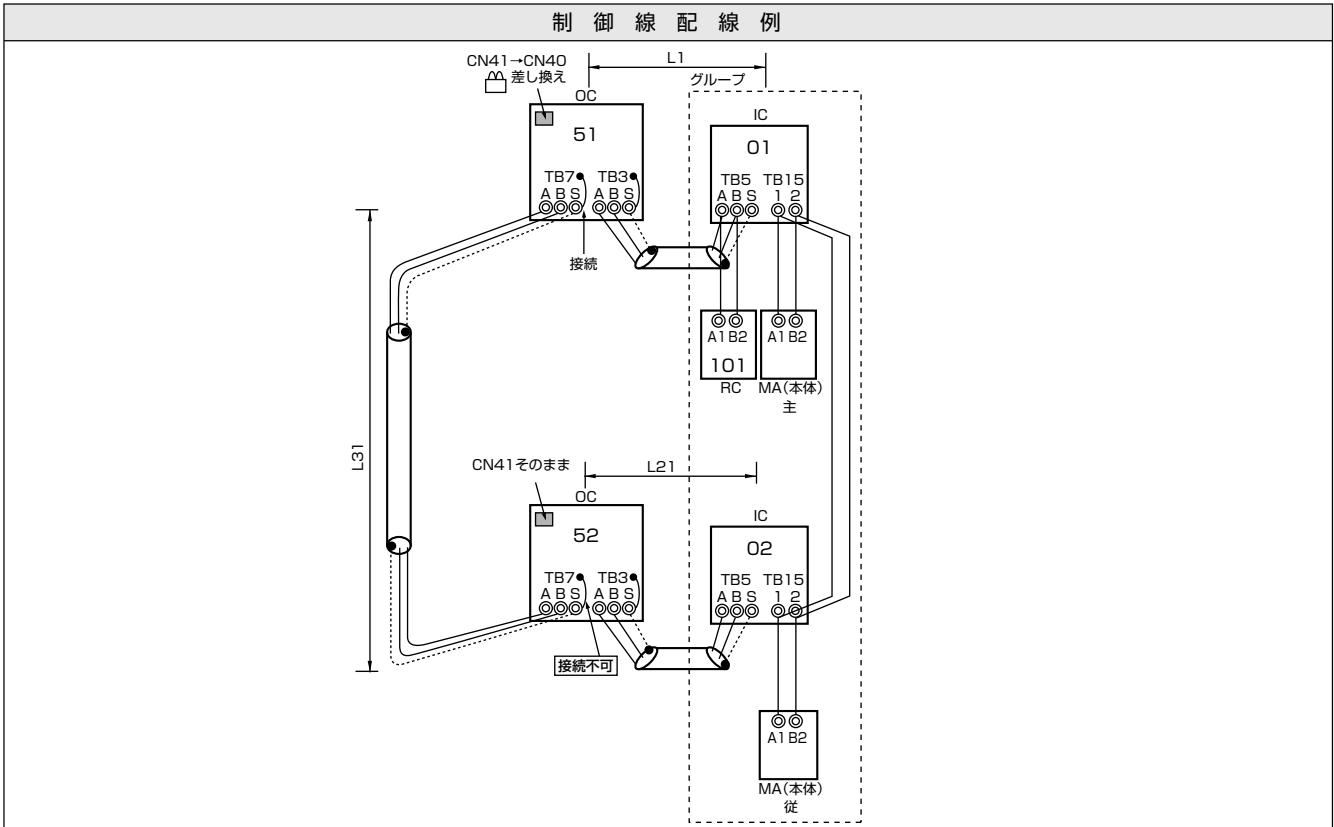 制御線配線例
CN41→CN40
差し換え
L1
グループ
OC
IC
51
01
TB7 TB3
A B S A B S
TB5 TB15
A B S 1 2
接続
A1 B2
101
RC
A1 B2
MA(本体)
主
L31
CN41そのまま
L21
OC
IC
52
02
TB7 TB3
A B S A B S
TB5 TB15
A B S 1 2
接続不可
A1 B2
MA(本体)
従